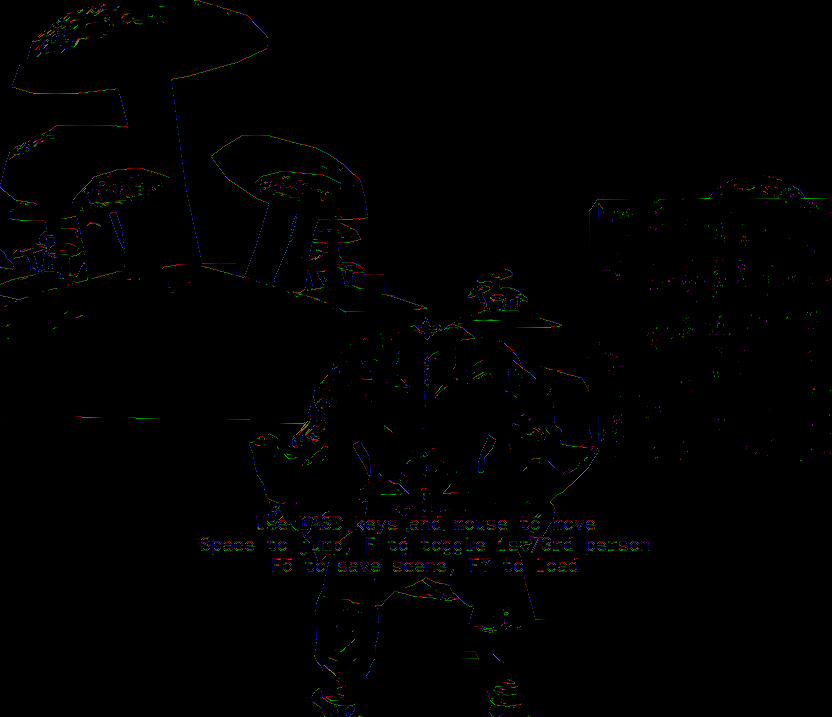 Use WASD keys and mouse to move
Space to jump, F to toggle 1st/3rd person
F5 to save scene, F7 to load